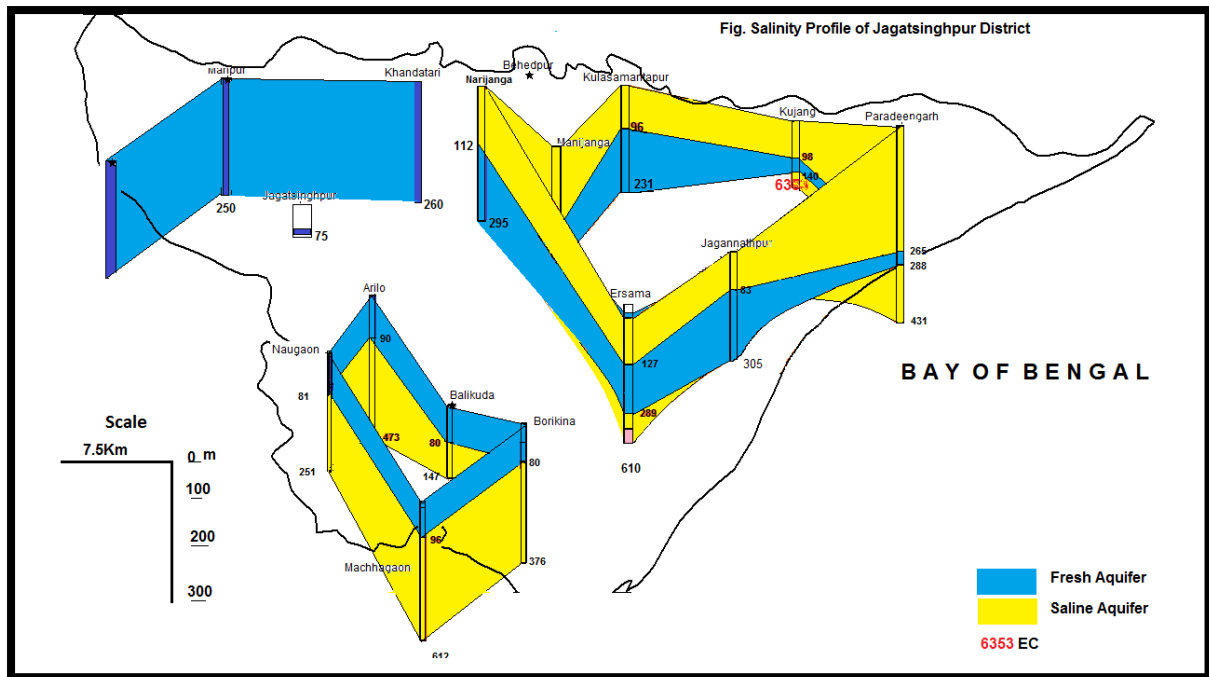 Fig. Salinity Profile of Jagatsinghpur District
Behedpur
Manpur
Khandatari
Narijanga
Kulasamantapur
Kujang
Paradeengarh
96
112
Manijanga
98
140
231
250
260
Jagatsinghpur
75
295
Jagannathpur
265
288
83
Arilo
Ersama
431
90
Naugaon
127
305
BAY OF BENGAL
81
Balikuda
289
Scale
Borikina
7.5Km
0 m
473
80
80
251
147
610
100
200
96
Machhagaon
376
300
612
Fresh Aquifer
Saline Aquifer
6353 EC